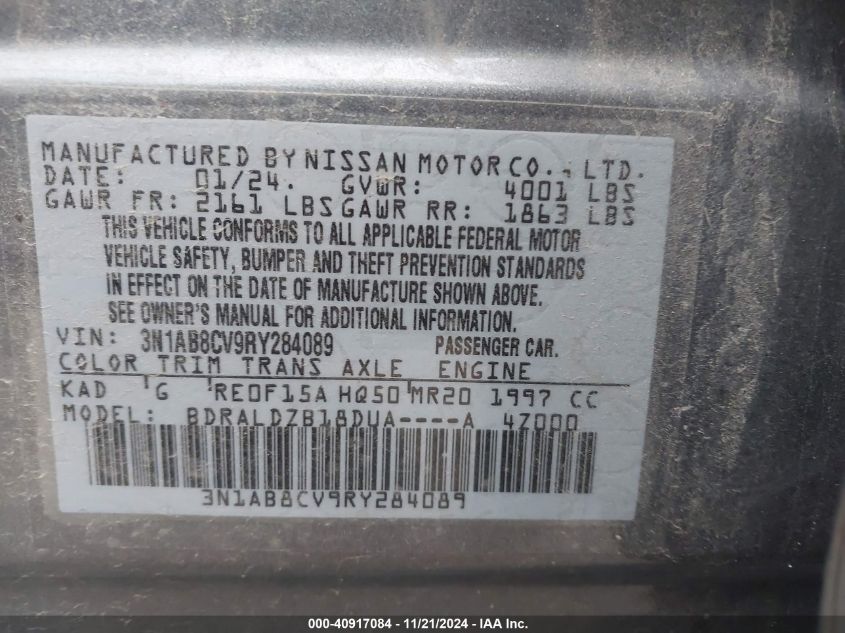 MANUFACTURED BY NISSAN MOTOR CO., LTD.
DATE: 01/24. GVWR: 4001 LBS
GAWR FR: 2161 LBS GAWR RR: 1863 LBS
THIS VEHICLE CONFORMS TO ALL APPLICABLE FEDERAL MOTOR
VEHICLE SAFETY, BUMPER AND THEFT PREVENTION STANDARDS
IN EFFECT ON THE DATE OF MANUFACTURE SHOWN ABOVE.
SEE OWNER'S MANUAL FOR ADDITIONAL INFORMATION.
VIN: 3N1AB8CV9RY284089 PASSENGER CAR.
COLOR TRIM TRANS AXLE ENGINE
KAD G RE0F15A HQ50 MR20 1997 CC
MODEL: BDRALDZB18DUA----A 4Z000
3N1AB8CV9RY284089
000-40917084 - 11/21/2024 - IAAI.COM